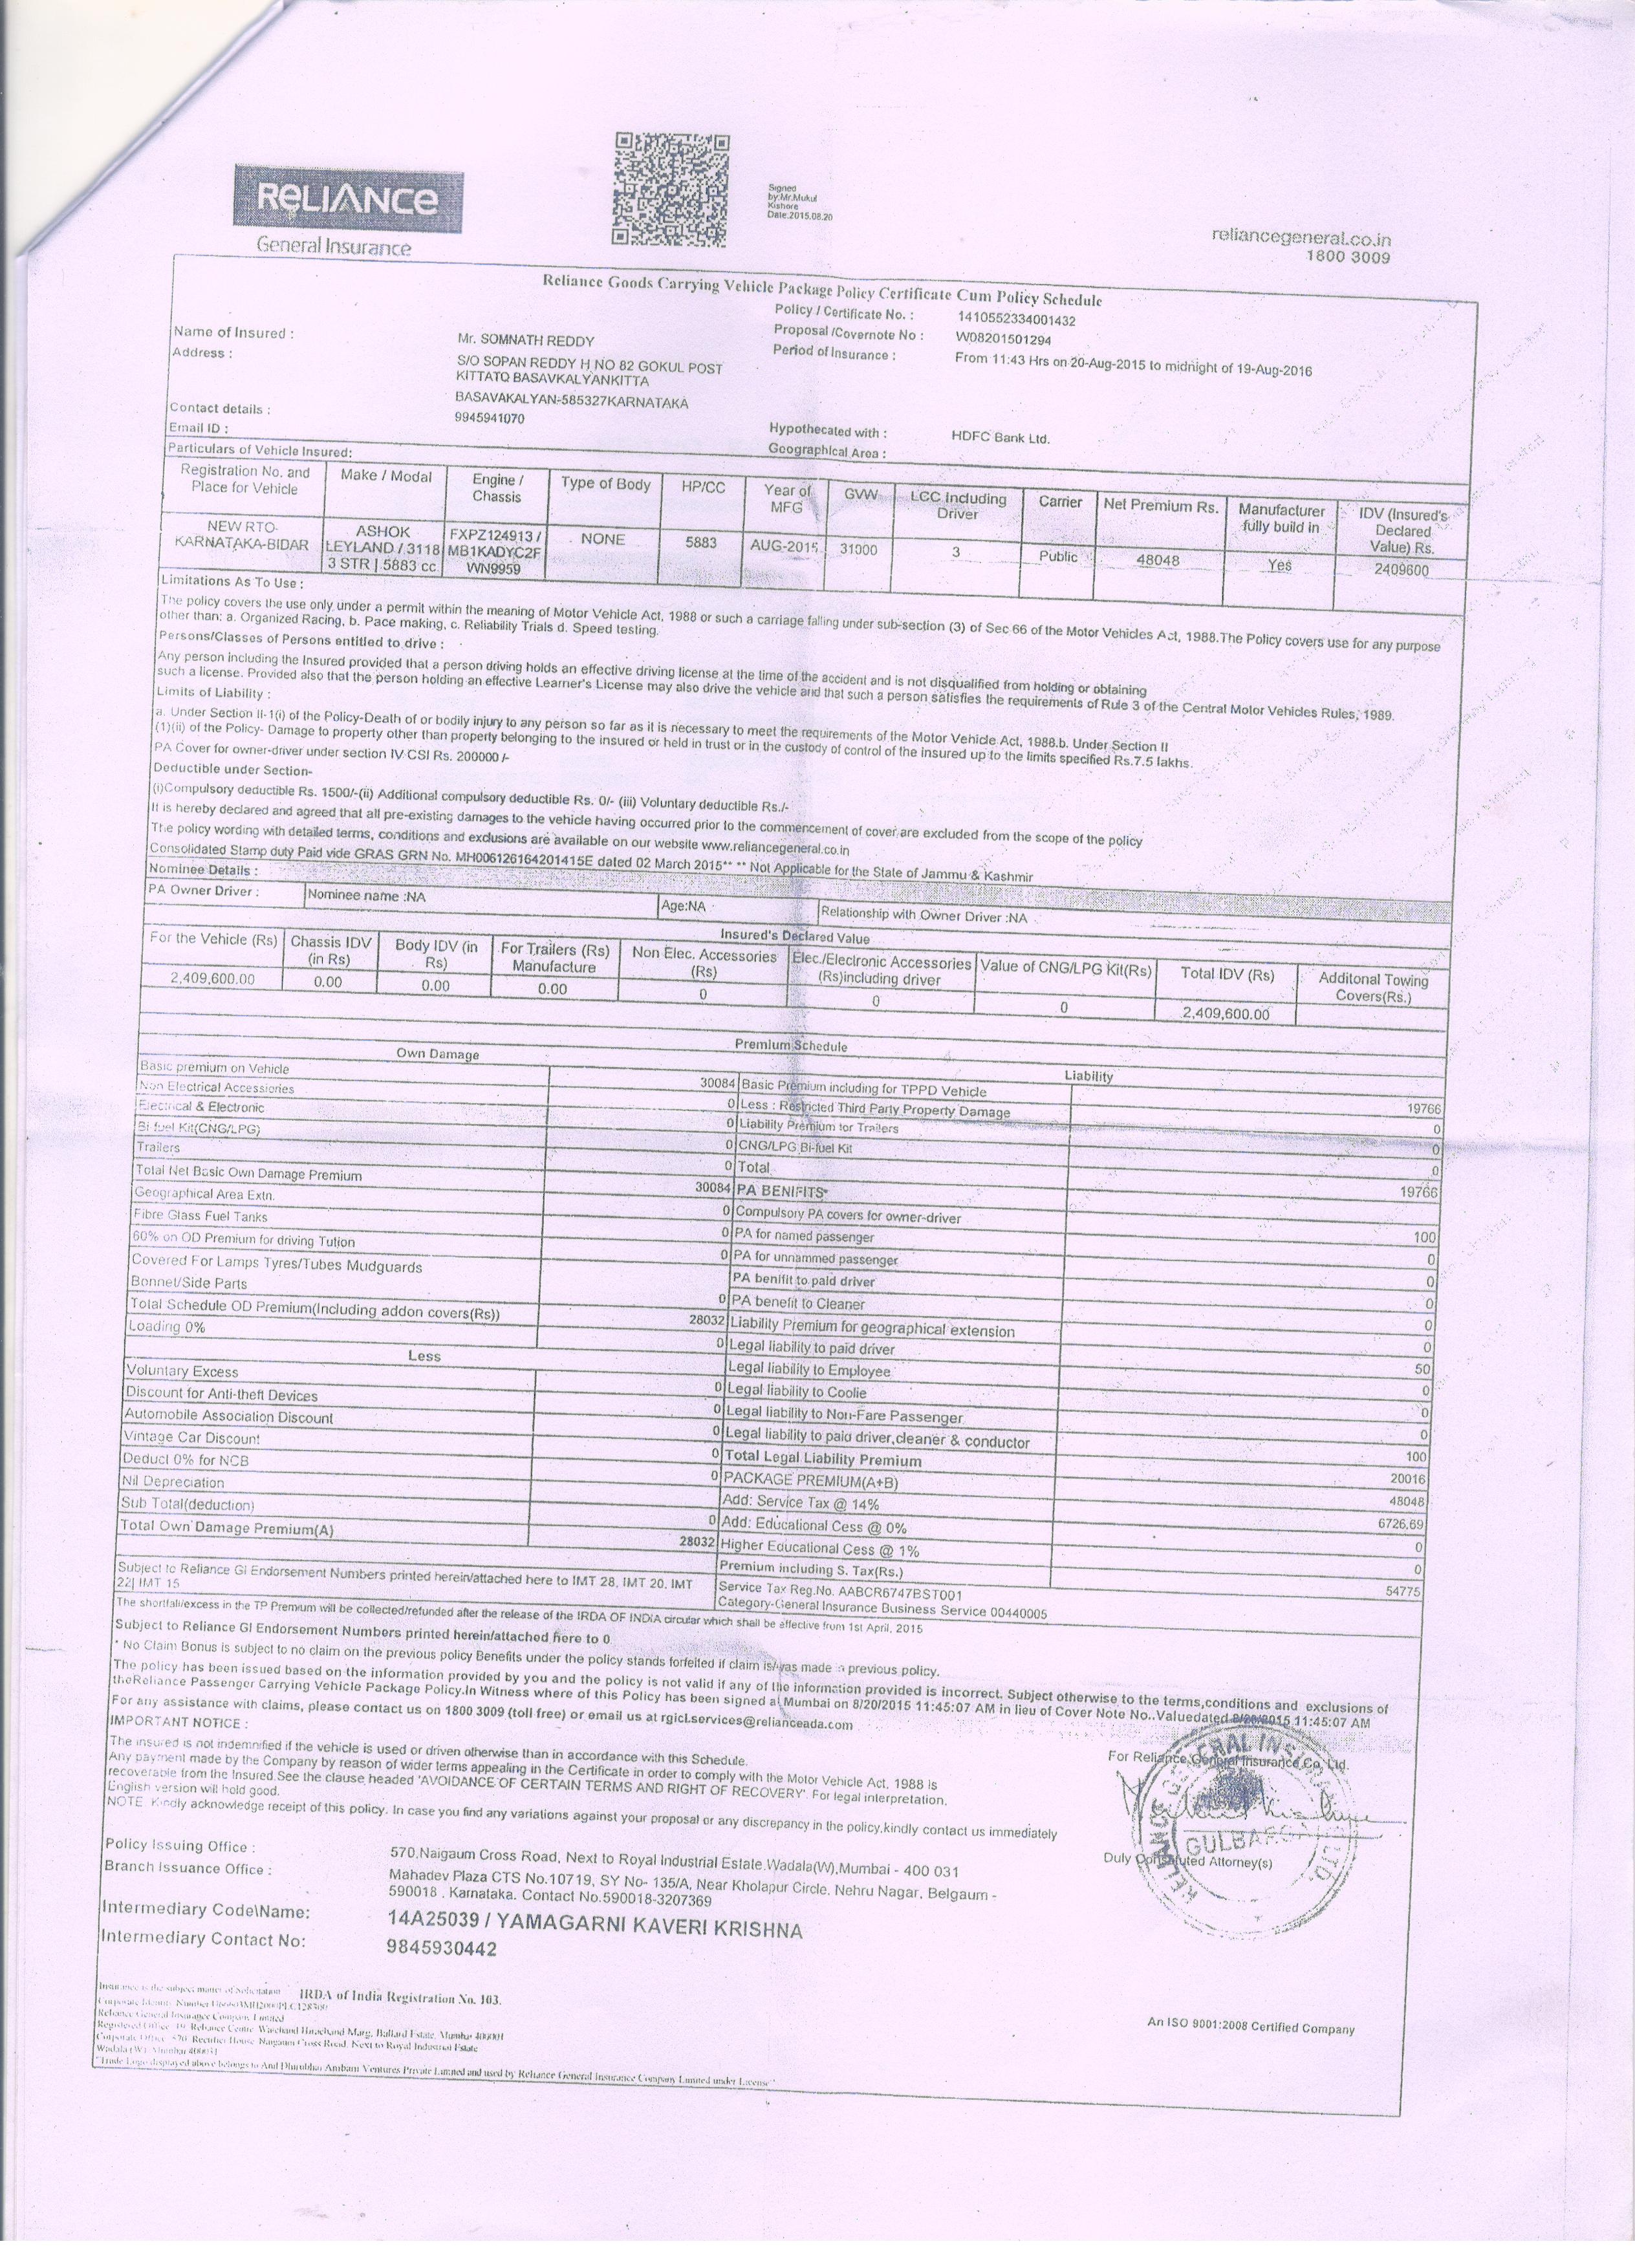 RELIANCE
General Insurance
Signed
by:Mr.Mukul
Kishore
Date:2015.08.20
reliancegeneral.co.in
1800 3009
Reliance Goods Carrying Vehicle Package Policy Certificate Cum Policy Schedule
Name of Insured : Mr. SOMNATH REDDY
Policy / Certificate No. : 1410552334001432
Proposal /Covernote No : W08201501294
Period of Insurance : From 11:43 Hrs on 20-Aug-2015 to midnight of 19-Aug-2016
Address : S/O SOPAN REDDY H NO 82 GOKUL POST
KITTATQ BASAVKALYANKITTA
BASAVAKALYAN-585327KARNATAKA
Contact details : 9945941070
Email ID :
Hypothecated with : HDFC Bank Ltd.
Geographical Area :
Particulars of Vehicle Insured:
Registration No. and Place for Vehicle | Make / Modal | Engine / Chassis | Type of Body | HP/CC | Year of MFG | GVW | LCC Including Driver | Carrier | Net Premium Rs. | Manufacturer fully build in | IDV (Insured's Declared Value) Rs.
NEW RTO-KARNATAKA-BIDAR | ASHOK LEYLAND / 3118 3 STR | 5883 cc | FXPZ124913 / MB1KADYC2F WN9959 | NONE | 5883 | AUG-2015 | 31000 | 3 | Public | 48048 | Yes | 2409600
Limitations As To Use :
The policy covers the use only under a permit within the meaning of Motor Vehicle Act, 1988 or such a carriage falling under sub-section (3) of Sec 66 of the Motor Vehicles Act, 1988.The Policy covers use for any purpose
other than: a. Organized Racing, b. Pace making, c. Reliability Trials d. Speed testing.
Persons/Classes of Persons entitled to drive :
Any person including the Insured provided that a person driving holds an effective driving license at the time of the accident and is not disqualified from holding or obtaining
such a license. Provided also that the person holding an effective Learner's License may also drive the vehicle and that such a person satisfies the requirements of Rule 3 of the Central Motor Vehicles Rules, 1989.
Limits of Liability :
a. Under Section II-1(i) of the Policy-Death of or bodily injury to any person so far as it is necessary to meet the requirements of the Motor Vehicle Act, 1988.b. Under Section II
(1)(ii) of the Policy- Damage to property other than property belonging to the insured or held in trust or in the custody of control of the insured up to the limits specified Rs.7.5 lakhs.
PA Cover for owner-driver under section IV CSI Rs. 200000 /-
Deductible under Section-
(i)Compulsory deductible Rs. 1500/-(ii) Additional compulsory deductible Rs. 0/- (iii) Voluntary deductible Rs./-
It is hereby declared and agreed that all pre-existing damages to the vehicle having occurred prior to the commencement of cover are excluded from the scope of the policy
The policy wording with detailed terms, conditions and exclusions are available on our website www.reliancegeneral.co.in
Consolidated Stamp duty Paid vide GRAS GRN No. MH006126164201415E dated 02 March 2015** ** Not Applicable for the State of Jammu & Kashmir
Nominee Details :
PA Owner Driver : | Nominee name :NA | Age:NA | Relationship with Owner Driver :NA
Insured's Declared Value
For the Vehicle (Rs) | Chassis IDV (in Rs) | Body IDV (in Rs) | For Trailers (Rs) Manufacture | Non Elec. Accessories (Rs) | Elec./Electronic Accessories (Rs)including driver | Value of CNG/LPG Kit(Rs) | Total IDV (Rs) | Additonal Towing Covers(Rs.)
2,409,600.00 | 0.00 | 0.00 | 0.00 | 0 | 0 | 0 | 2,409,600.00
Premium Schedule
Own Damage | Liability
Basic premium on Vehicle 30084 | Basic Premium including for TPPD Vehicle 19766
Non Electrical Accessiories 0 | Less : Restricted Third Party Property Damage 0
Electrical & Electronic 0 | Liability Premium for Trailers 0
Bi fuel Kit(CNG/LPG) 0 | CNG/LPG Bi-fuel Kit 0
Trailers 0 | Total 19766
Total Net Basic Own Damage Premium 30084 | PA BENIFITS*
Geographical Area Extn. 0 | Compulsory PA covers for owner-driver 100
Fibre Glass Fuel Tanks 0 | PA for named passenger 0
60% on OD Premium for driving Tution 0 | PA for unnammed passenger 0
Covered For Lamps Tyres/Tubes Mudguards | PA benifit to paid driver 0
Bonnet/Side Parts 0 | PA benefit to Cleaner 0
Total Schedule OD Premium(Including addon covers(Rs)) 28032 | Liability Premium for geographical extension 0
Loading 0% 0 | Legal liability to paid driver 50
Less | Legal liability to Employee 0
Voluntary Excess 0 | Legal liability to Coolie 0
Discount for Anti-theft Devices 0 | Legal liability to Non-Fare Passenger 0
Automobile Association Discount 0 | Legal liability to paid driver,cleaner & conductor 100
Vintage Car Discount 0 | Total Legal Liability Premium 20016
Deduct 0% for NCB 0 | PACKAGE PREMIUM(A+B) 48048
Nil Depreciation | Add: Service Tax @ 14% 6726.69
Sub Total(deduction) 0 | Add: Educational Cess @ 0% 0
Total Own Damage Premium(A) 28032 | Higher Educational Cess @ 1% 0
Premium including S. Tax(Rs.) 54775
Subject to Reliance GI Endorsement Numbers printed herein/attached here to IMT 28, IMT 20, IMT
22| IMT 15
Service Tax Reg.No. AABCR6747BST001
Category-General Insurance Business Service 00440005
The shortfall/excess in the TP Premium will be collected/refunded after the release of the IRDA OF INDIA circular which shall be effective from 1st April, 2015
Subject to Reliance GI Endorsement Numbers printed herein/attached here to 0
* No Claim Bonus is subject to no claim on the previous policy Benefits under the policy stands forfeited if claim is/was made in previous policy.
The policy has been issued based on the information provided by you and the policy is not valid if any of the information provided is incorrect. Subject otherwise to the terms,conditions and exclusions of
theReliance Passenger Carrying Vehicle Package Policy.In Witness where of this Policy has been signed at Mumbai on 8/20/2015 11:45:07 AM in lieu of Cover Note No..Valuedated 8/20/2015 11:45:07 AM
For any assistance with claims, please contact us on 1800 3009 (toll free) or email us at rgicl.services@relianceada.com
IMPORTANT NOTICE :
The insured is not indemnified if the vehicle is used or driven otherwise than in accordance with this Schedule.
Any payment made by the Company by reason of wider terms appealing in the Certificate in order to comply with the Motor Vehicle Act, 1988 is
recoverable from the Insured.See the clause headed 'AVOIDANCE OF CERTAIN TERMS AND RIGHT OF RECOVERY'. For legal interpretation,
English version will hold good.
NOTE: Kindly acknowledge receipt of this policy. In case you find any variations against your proposal or any discrepancy in the policy,kindly contact us immediately
For Reliance General Insurance Co. Ltd.
RELIANCE GENERAL INSURANCE
GULBARGA
Duly Constituted Attorney(s)
Policy Issuing Office : 570,Naigaum Cross Road, Next to Royal Industrial Estate,Wadala(W),Mumbai - 400 031
Branch Issuance Office : Mahadev Plaza CTS No.10719, SY No- 135/A, Near Kholapur Circle, Nehru Nagar, Belgaum -
590018 , Karnataka. Contact No.590018-3207369
Intermediary Code\Name: 14A25039 / YAMAGARNI KAVERI KRISHNA
Intermediary Contact No: 9845930442
Insurance is the subject matter of Solicitation IRDA of India Registration No. 103.
Corporate Identity Number
Reliance General Insurance Company Limited
Registered Office: 19, Reliance Centre, Walchand Hirachand Marg, Ballard Estate, Mumbai 400001
Corporate Office: 570, Rectifier House, Naigaum Cross Road, Next to Royal Industrial Estate
Wadala (W), Mumbai 400031
"Trade Logo displayed above belongs to Anil Dhirubhai Ambani Ventures Private Limited and used by Reliance General Insurance Company Limited under License"
An ISO 9001:2008 Certified Company